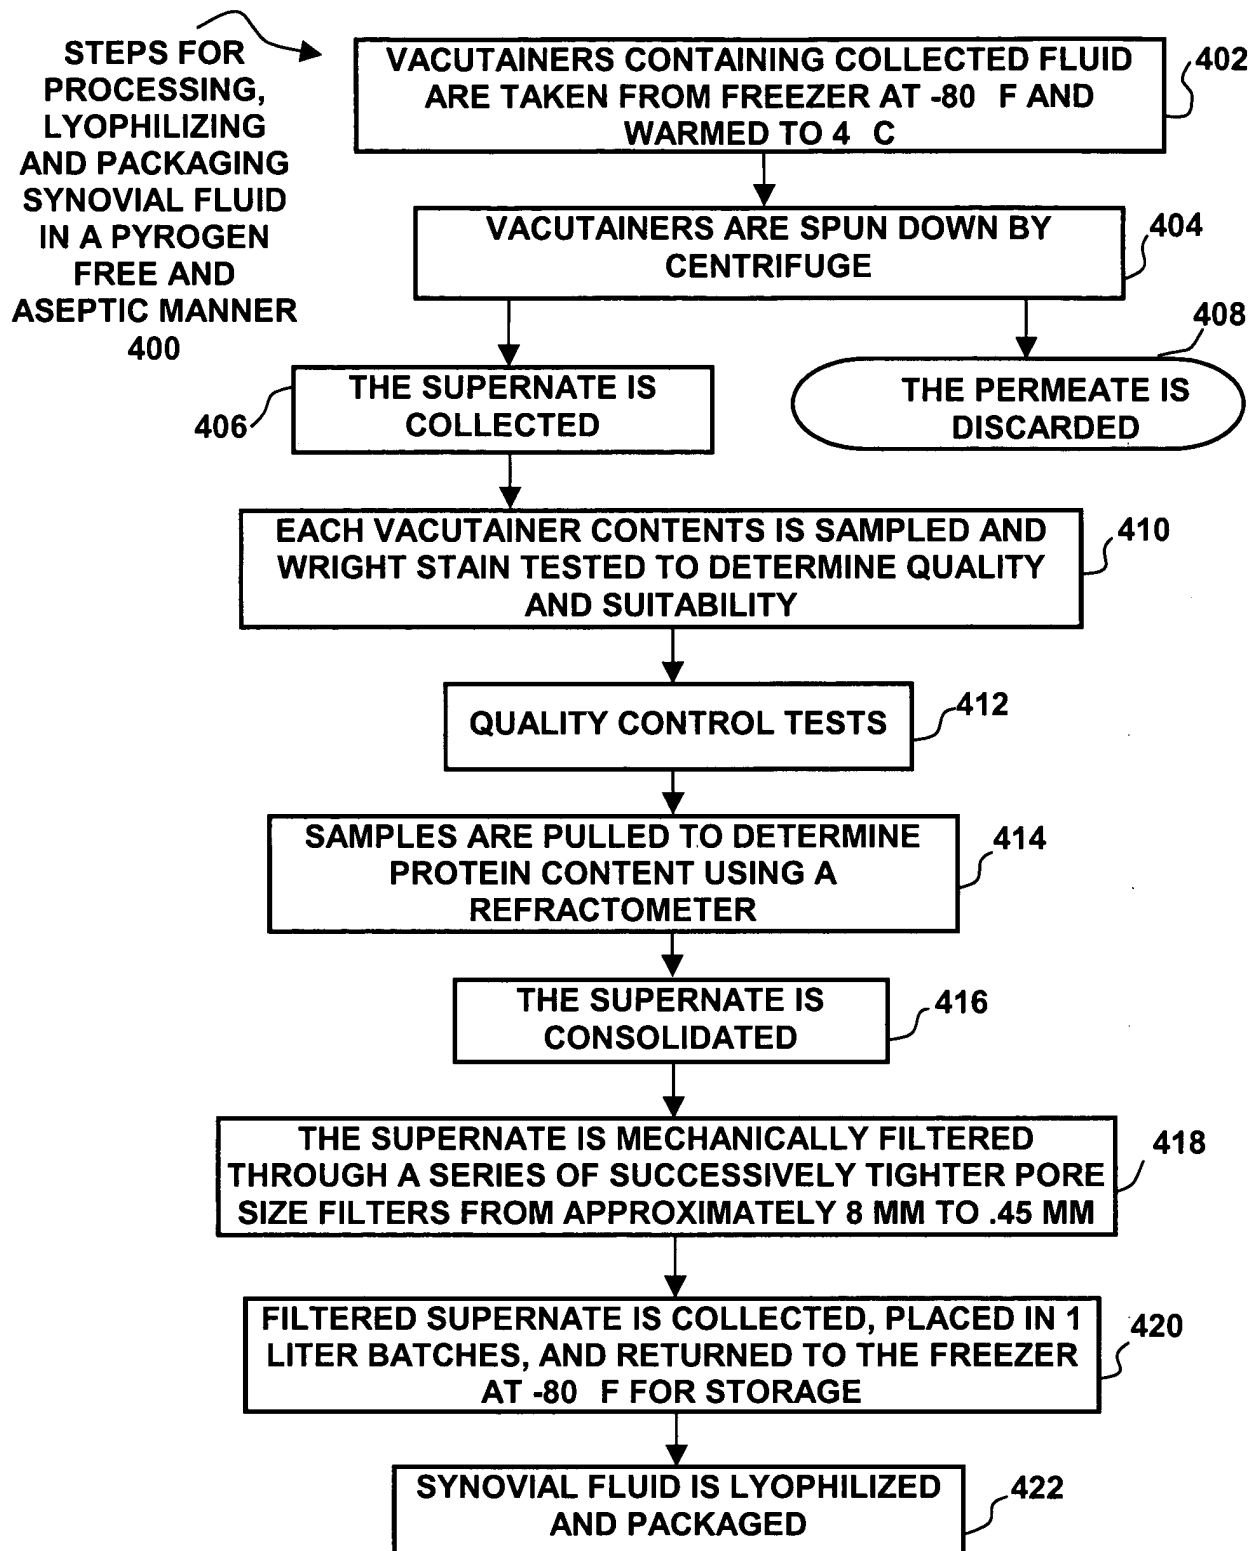 STEPS FOR
PROCESSING,
LYOPHILIZING
AND PACKAGING
SYNOVIAL FLUID
IN A PYROGEN
FREE AND
ASEPTIC MANNER
400
VACUTAINERS CONTAINING COLLECTED FLUID
ARE TAKEN FROM FREEZER AT -80 F AND
WARMED TO 4 C
402
VACUTAINERS ARE SPUN DOWN BY
CENTRIFUGE
404
THE SUPERNATE IS
COLLECTED
406
408
THE PERMEATE IS
DISCARDED
EACH VACUTAINER CONTENTS IS SAMPLED AND
WRIGHT STAIN TESTED TO DETERMINE QUALITY
AND SUITABILITY
410
QUALITY CONTROL TESTS
412
SAMPLES ARE PULLED TO DETERMINE
PROTEIN CONTENT USING A
REFRACTOMETER
414
THE SUPERNATE IS
CONSOLIDATED
416
THE SUPERNATE IS MECHANICALLY FILTERED
THROUGH A SERIES OF SUCCESSIVELY TIGHTER PORE
SIZE FILTERS FROM APPROXIMATELY 8 MM TO .45 MM
418
FILTERED SUPERNATE IS COLLECTED, PLACED IN 1
LITER BATCHES, AND RETURNED TO THE FREEZER
AT -80 F FOR STORAGE
420
SYNOVIAL FLUID IS LYOPHILIZED
AND PACKAGED
422